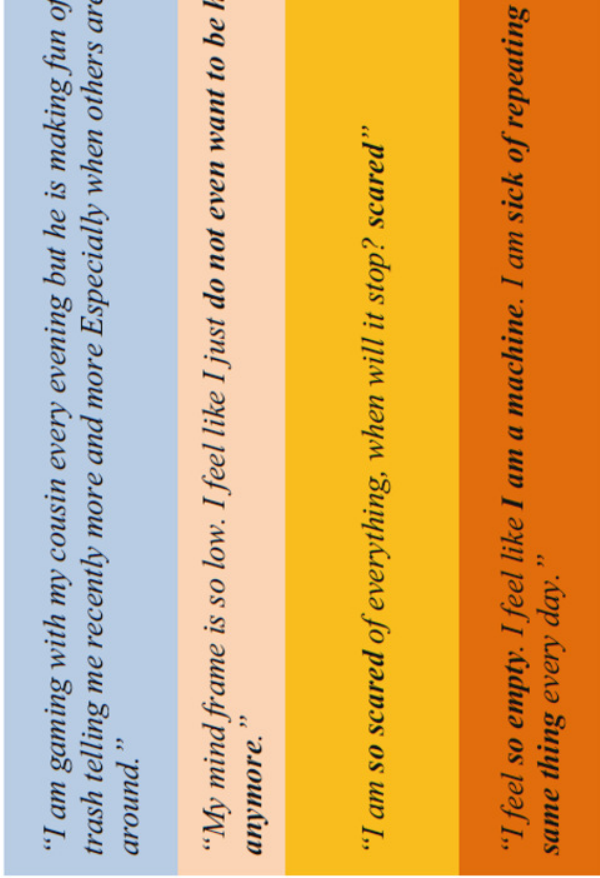 “I am gaming with my cousin every evening but he is making fun of
trash telling me recently more and more Especially when others are
around.”
“My mind frame is so low. I feel like I just do not even want to be
anymore.”
“I am so scared of everything, when will it stop? scared”
“I feel so empty. I feel like I am a machine. I am sick of repeating
same thing every day.”